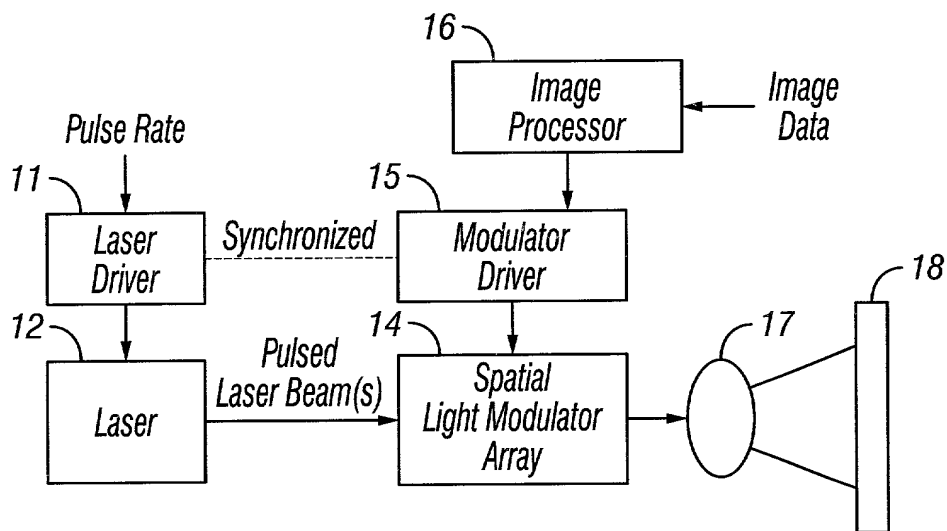 16
Image
Processor
Image
Data
Pulse Rate
11
Laser
Driver
Synchronized
15
Modulator
Driver
18
12
Laser
Pulsed
Laser Beam(s)
14
Spatial
Light Modulator
Array
17